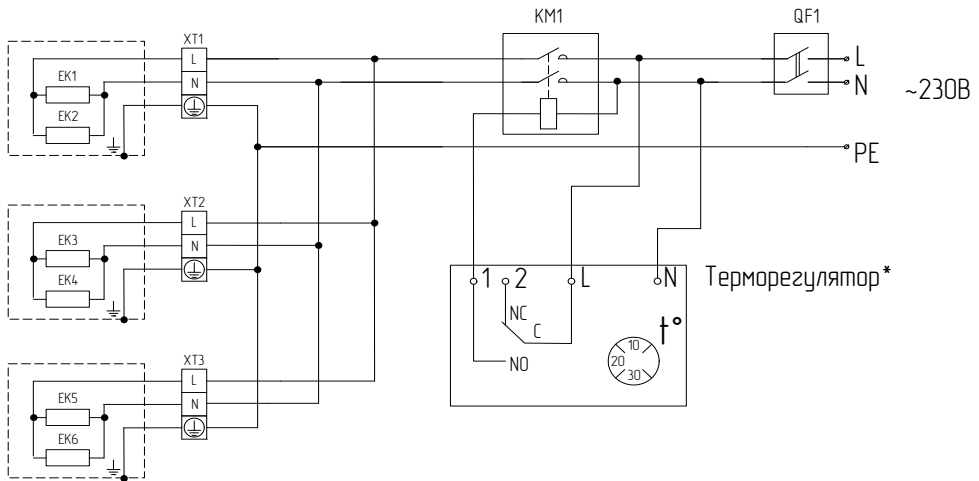 KM1
QF1
XT1
L
N
EK1
EK2
L
N
~230В
PE
XT2
L
N
EK3
EK4
1
2
L
N
Терморегулятор*
NC
C
NO
t°
10
20
30
XT3
L
N
EK5
EK6